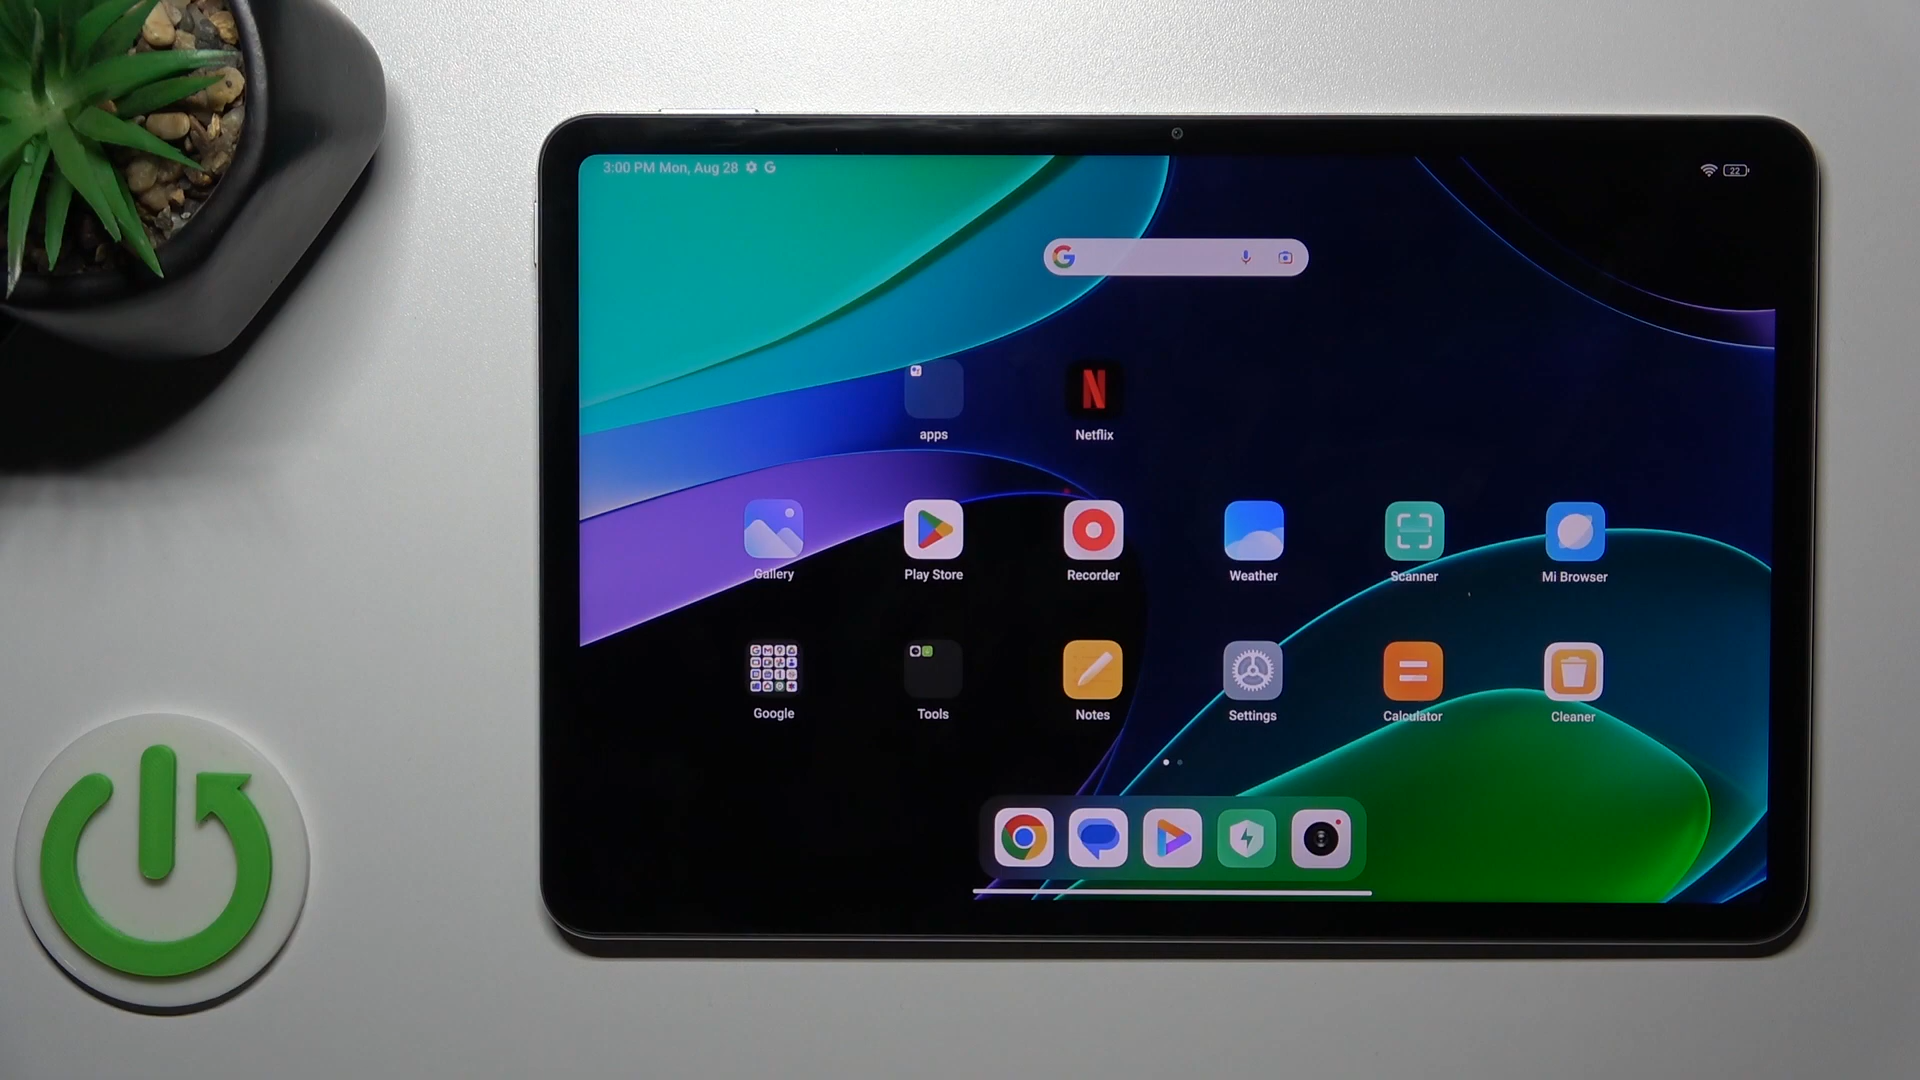 3:00 PM Mon, Aug 28
22
apps
Netflix
Gallery
Play Store
Recorder
Weather
Scanner
Mi Browser
Google
Tools
Notes
Settings
Calculator
Cleaner